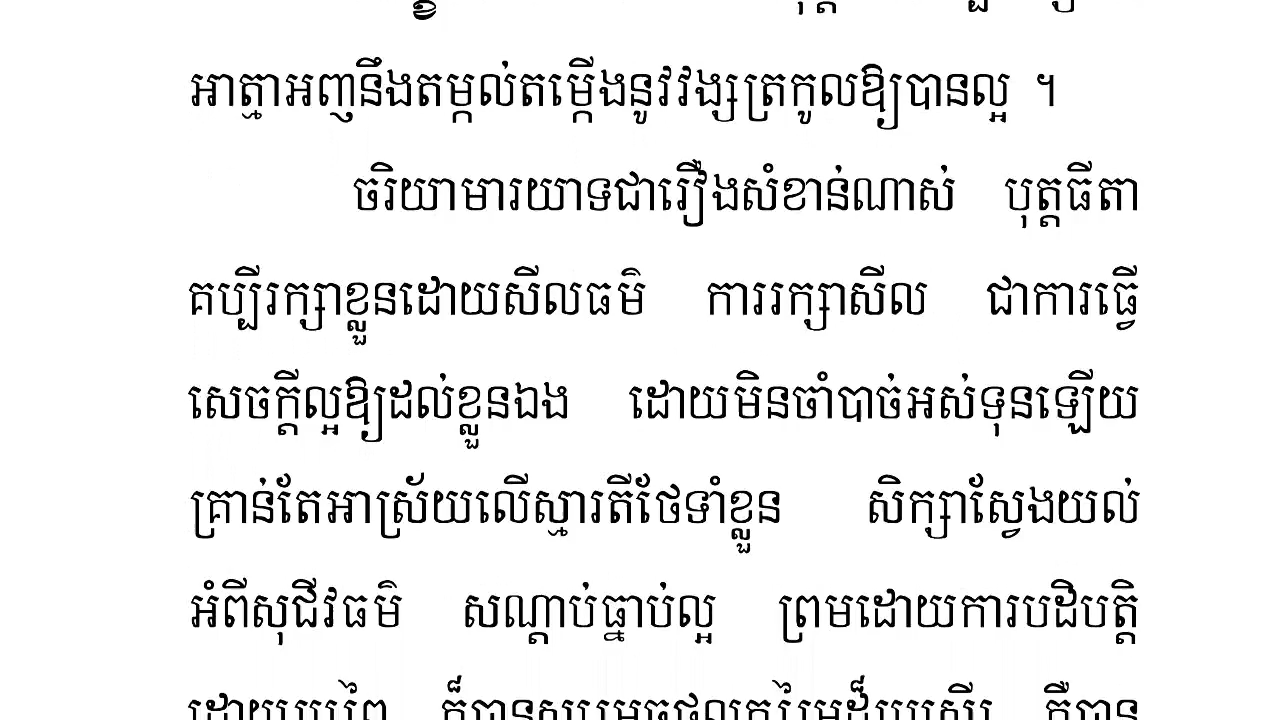 អាត្មាអញនឹងតម្កល់តម្កើងនូវវង្សត្រកូលឱ្យបានល្អ ។
ចរិយាមារយាទជារឿងសំខាន់ណាស់ បុត្តធីតា
គប្បីរក្សាខ្លួនដោយសីលធម៌ ការរក្សាសីល ជាការធ្វើ
សេចក្តីល្អឱ្យដល់ខ្លួនឯង ដោយមិនចាំបាច់អស់ទុនឡើយ
គ្រាន់តែអាស្រ័យលើស្មារតីថែទាំខ្លួន សិក្សាស្វែងយល់
អំពីសុជីវធម៌ សណ្តាប់ធ្នាប់ល្អ ព្រមដោយការបដិបត្តិ